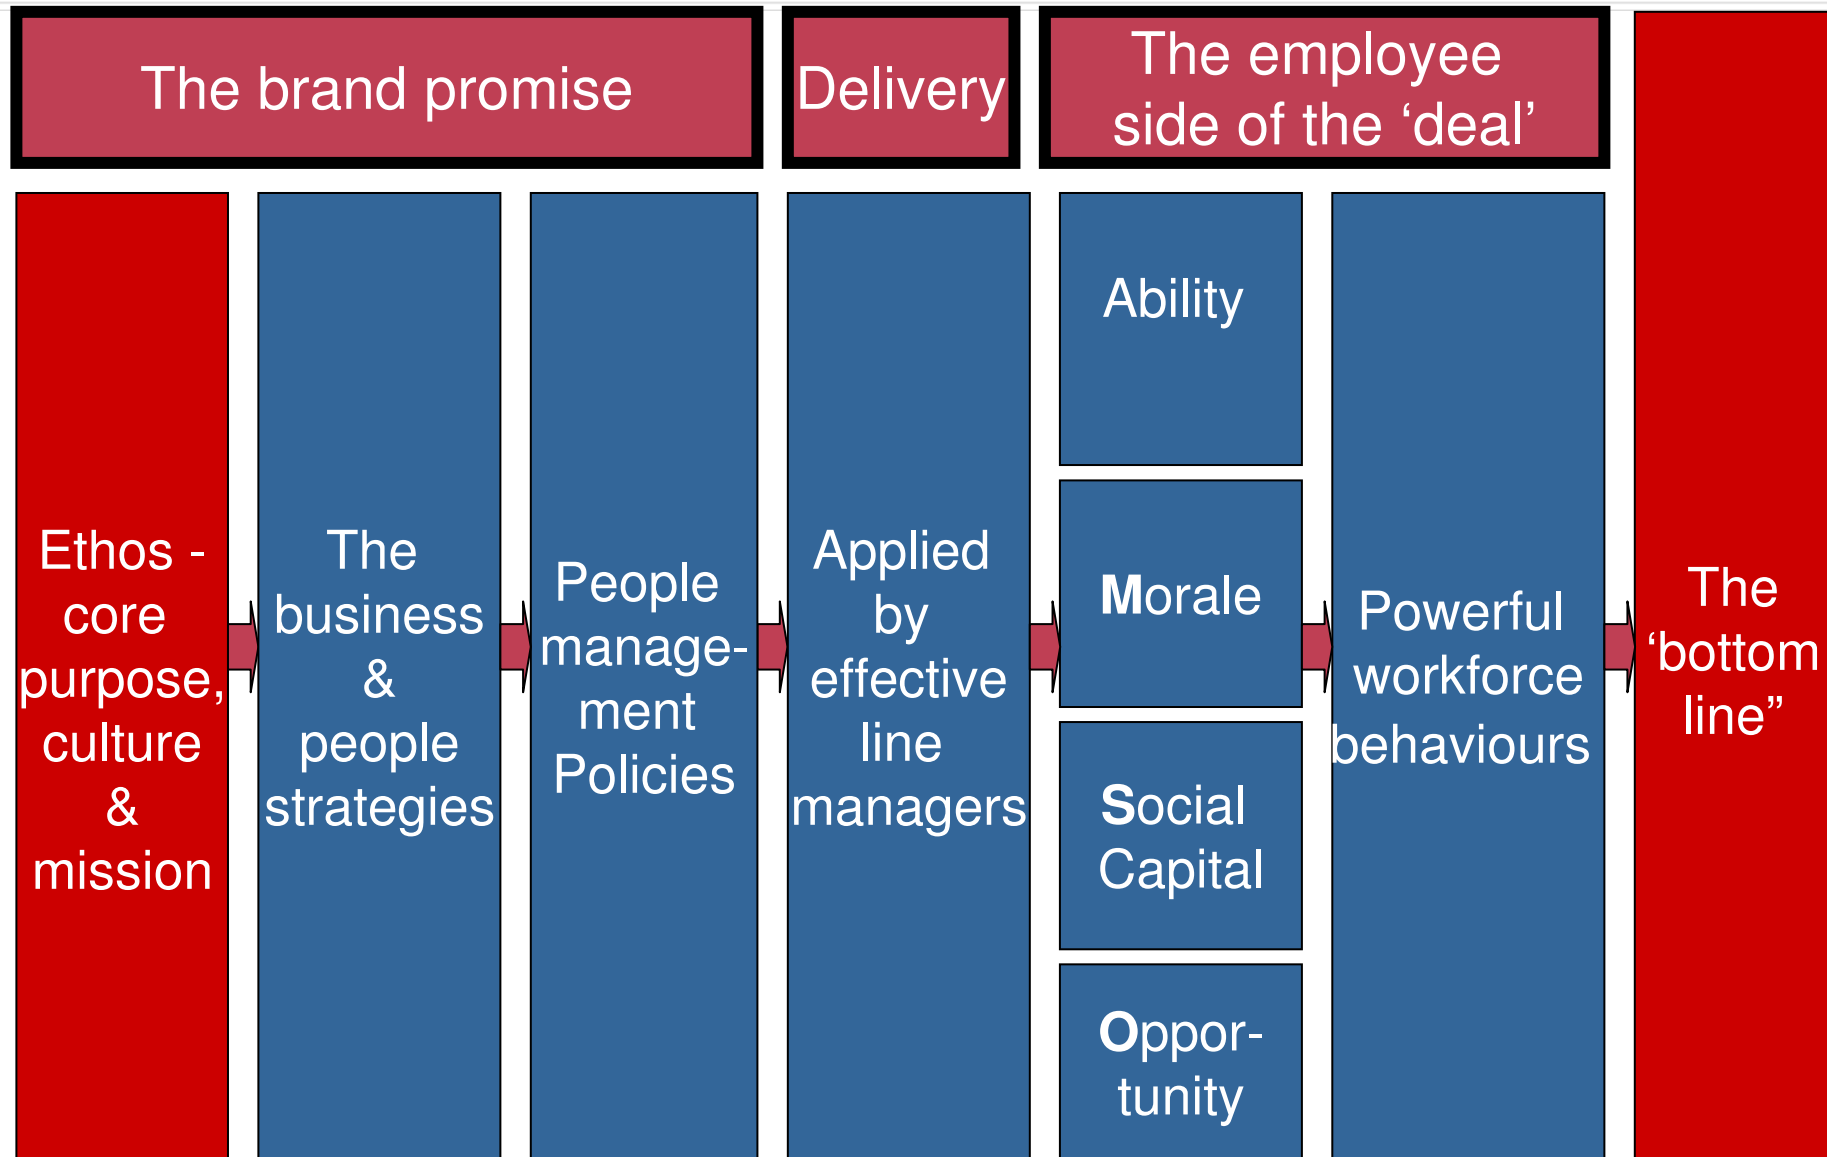 The brand promise
Delivery
The employee
side of the ‘deal’
Ethos -
core
purpose,
culture
&
mission
The
business
&
people
strategies
People
manage-
ment
Policies
Applied
by
effective
line
managers
Ability
Morale
Social
Capital
Oppor-
tunity
Powerful
workforce
behaviours
The
‘bottom
line”